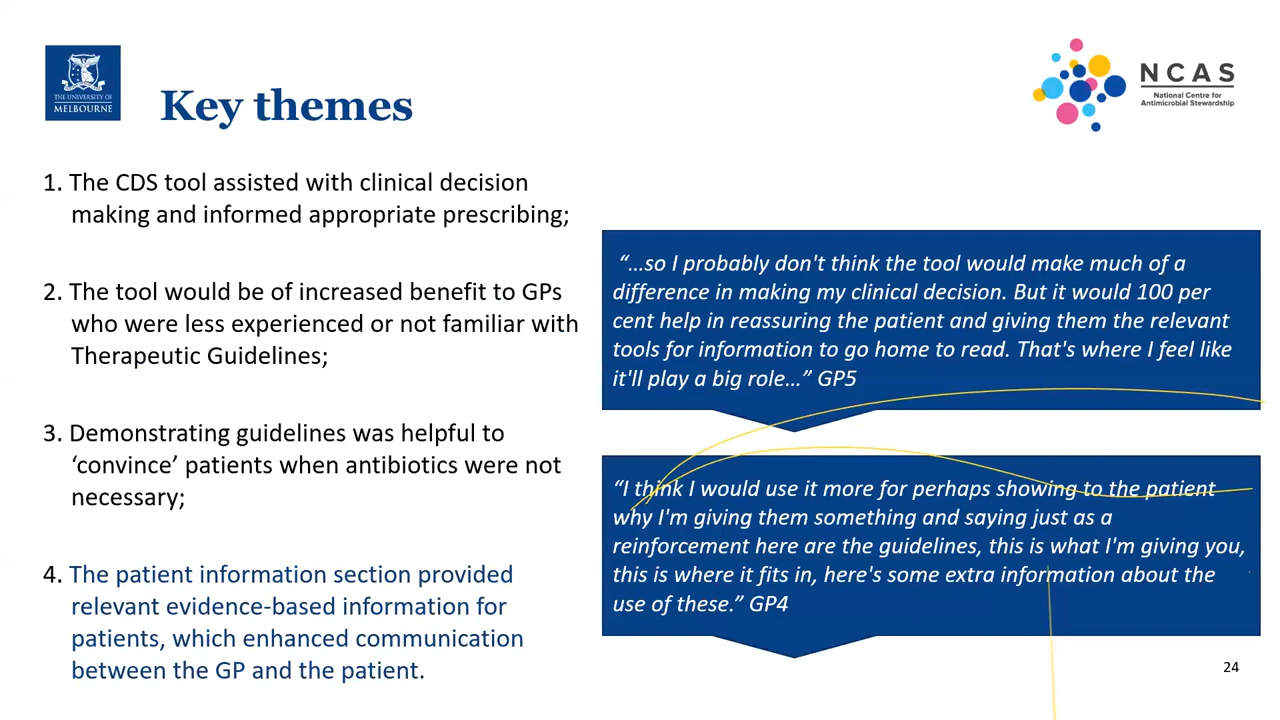 THE UNIVERSITY OF
MELBOURNE
Key themes
NCAS
National Centre for
Antimicrobial Stewardship
1. The CDS tool assisted with clinical decision
making and informed appropriate prescribing;
2. The tool would be of increased benefit to GPs
who were less experienced or not familiar with
Therapeutic Guidelines;
3. Demonstrating guidelines was helpful to
‘convince’ patients when antibiotics were not
necessary;
4. The patient information section provided
relevant evidence-based information for
patients, which enhanced communication
between the GP and the patient.
“…so I probably don't think the tool would make much of a
difference in making my clinical decision. But it would 100 per
cent help in reassuring the patient and giving them the relevant
tools for information to go home to read. That's where I feel like
it'll play a big role…” GP5
“I think I would use it more for perhaps showing to the patient
why I'm giving them something and saying just as a
reinforcement here are the guidelines, this is what I'm giving you,
this is where it fits in, here's some extra information about the
use of these.” GP4
24